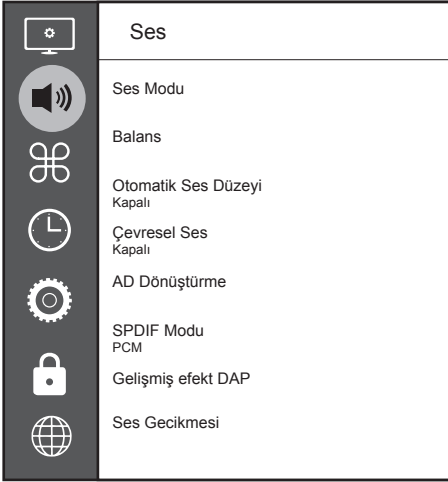 Ses
Ses Modu
Balans
Otomatik Ses Düzeyi
Kapalı
Çevresel Ses
Kapalı
AD Dönüştürme
SPDIF Modu
PCM
Gelişmiş efekt DAP
Ses Gecikmesi